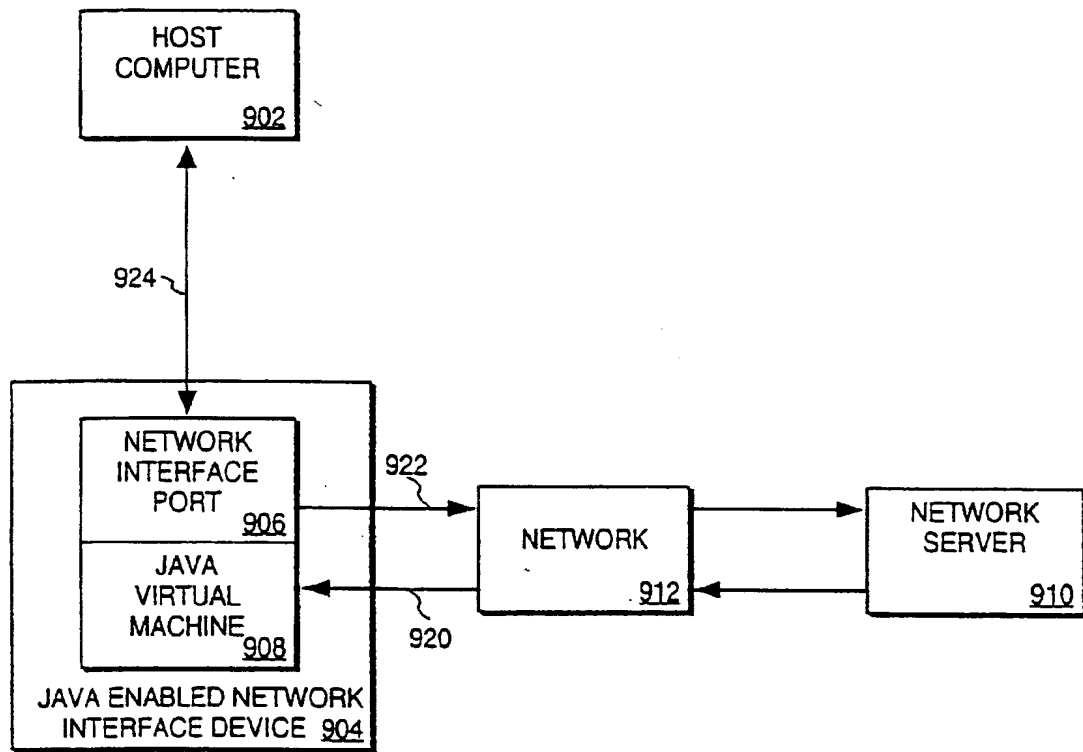 HOST
COMPUTER
902
924
NETWORK
INTERFACE
PORT
906
JAVA
VIRTUAL
MACHINE
908
JAVA ENABLED NETWORK
INTERFACE DEVICE 904
922
920
NETWORK
912
NETWORK
SERVER
910